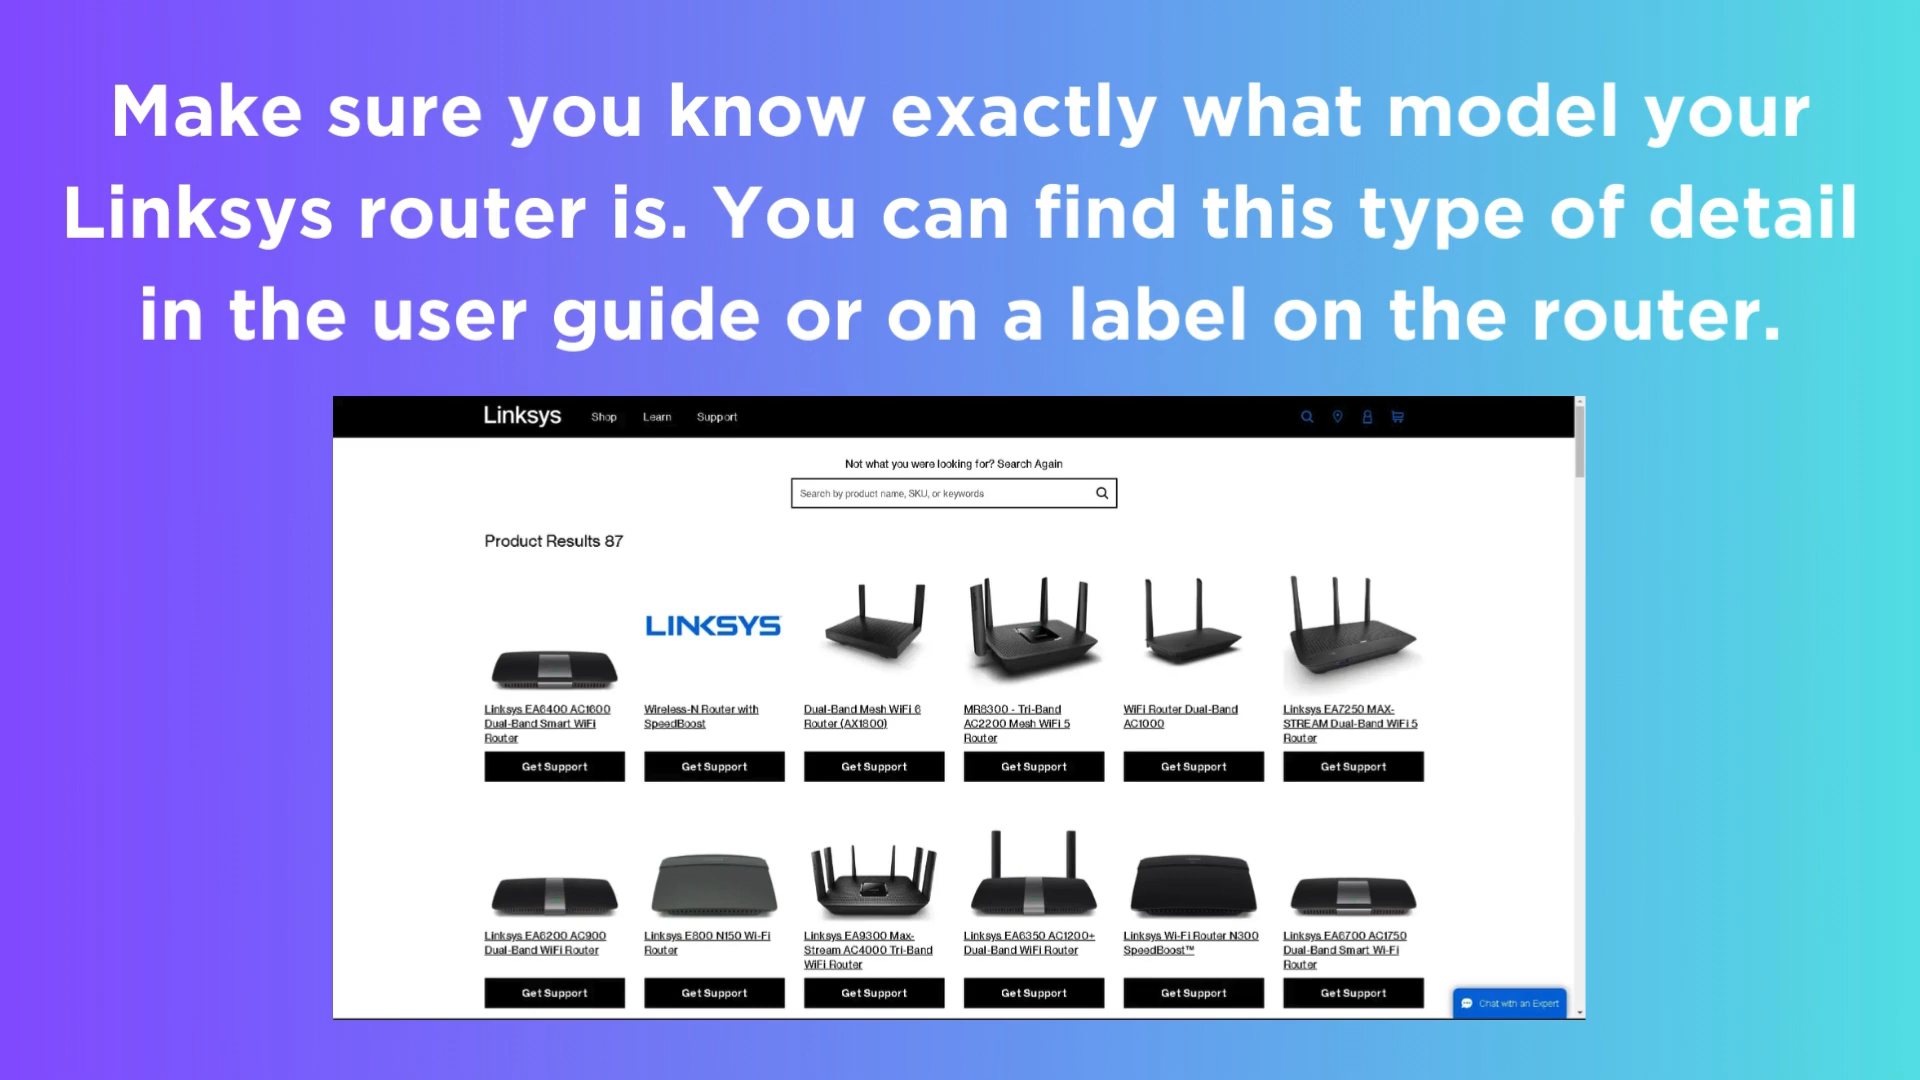 Make sure you know exactly what model your
Linksys router is. You can find this type of detail
in the user guide or on a label on the router.
Linksys Shop Learn Support
Not what you were looking for? Search Again
Search by product name, SKU, or keywords
Product Results 87
LINKSYS
Linksys EA6400 AC1600
Dual-Band Smart WiFi
Router
Get Support
Wireless-N Router with
SpeedBoost
Get Support
Dual-Band Mesh WiFi 6
Router (AX1800)
Get Support
MR8300 - Tri-Band
AC2200 Mesh WiFi 5
Router
Get Support
WiFi Router Dual-Band
AC1000
Get Support
Linksys EA7250 MAX-
STREAM Dual-Band WiFi 5
Router
Get Support
Linksys EA6200 AC900
Dual-Band WiFi Router
Get Support
Linksys E800 N150 Wi-Fi
Router
Get Support
Linksys EA9300 Max-
Stream AC4000 Tri-Band
WiFi Router
Get Support
Linksys EA6350 AC1200+
Dual-Band WiFi Router
Get Support
Linksys Wi-Fi Router N300
SpeedBoost™
Get Support
Linksys EA6700 AC1750
Dual-Band Smart Wi-Fi
Router
Get Support
Chat with an Expert